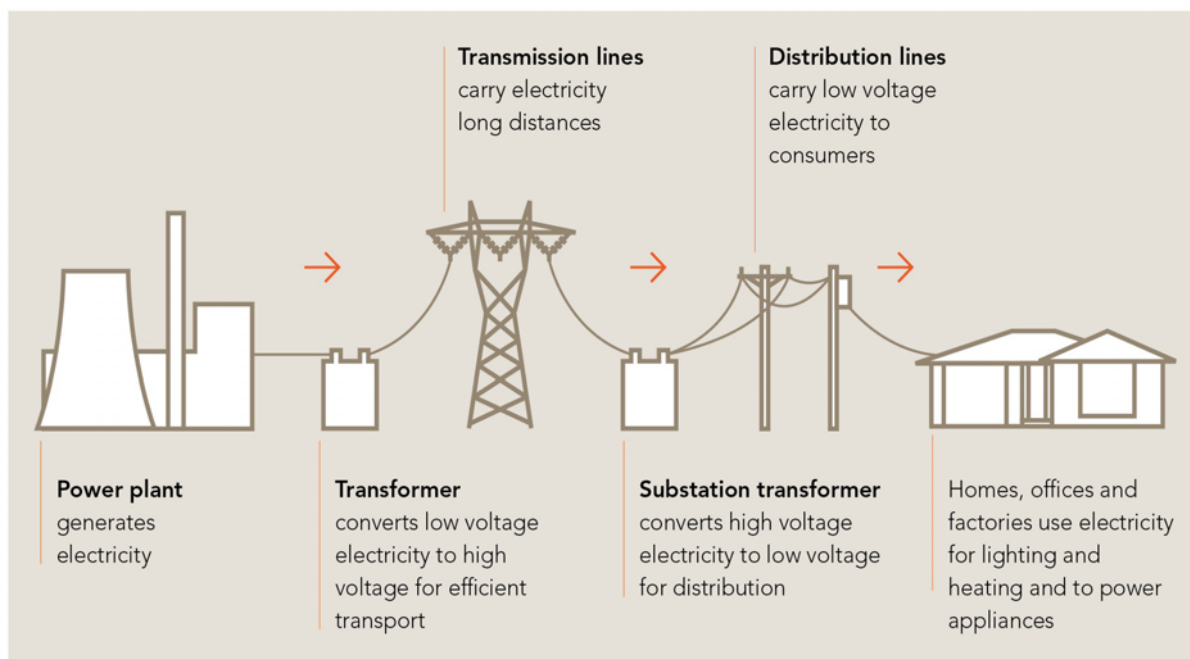 Transmission lines
carry electricity
long distances
Distribution lines
carry low voltage
electricity to
consumers
Power plant
generates
electricity
Transformer
converts low voltage
electricity to high
voltage for efficient
transport
Substation transformer
converts high voltage
electricity to low voltage
for distribution
Homes, offices and
factories use electricity
for lighting and
heating and to power
appliances